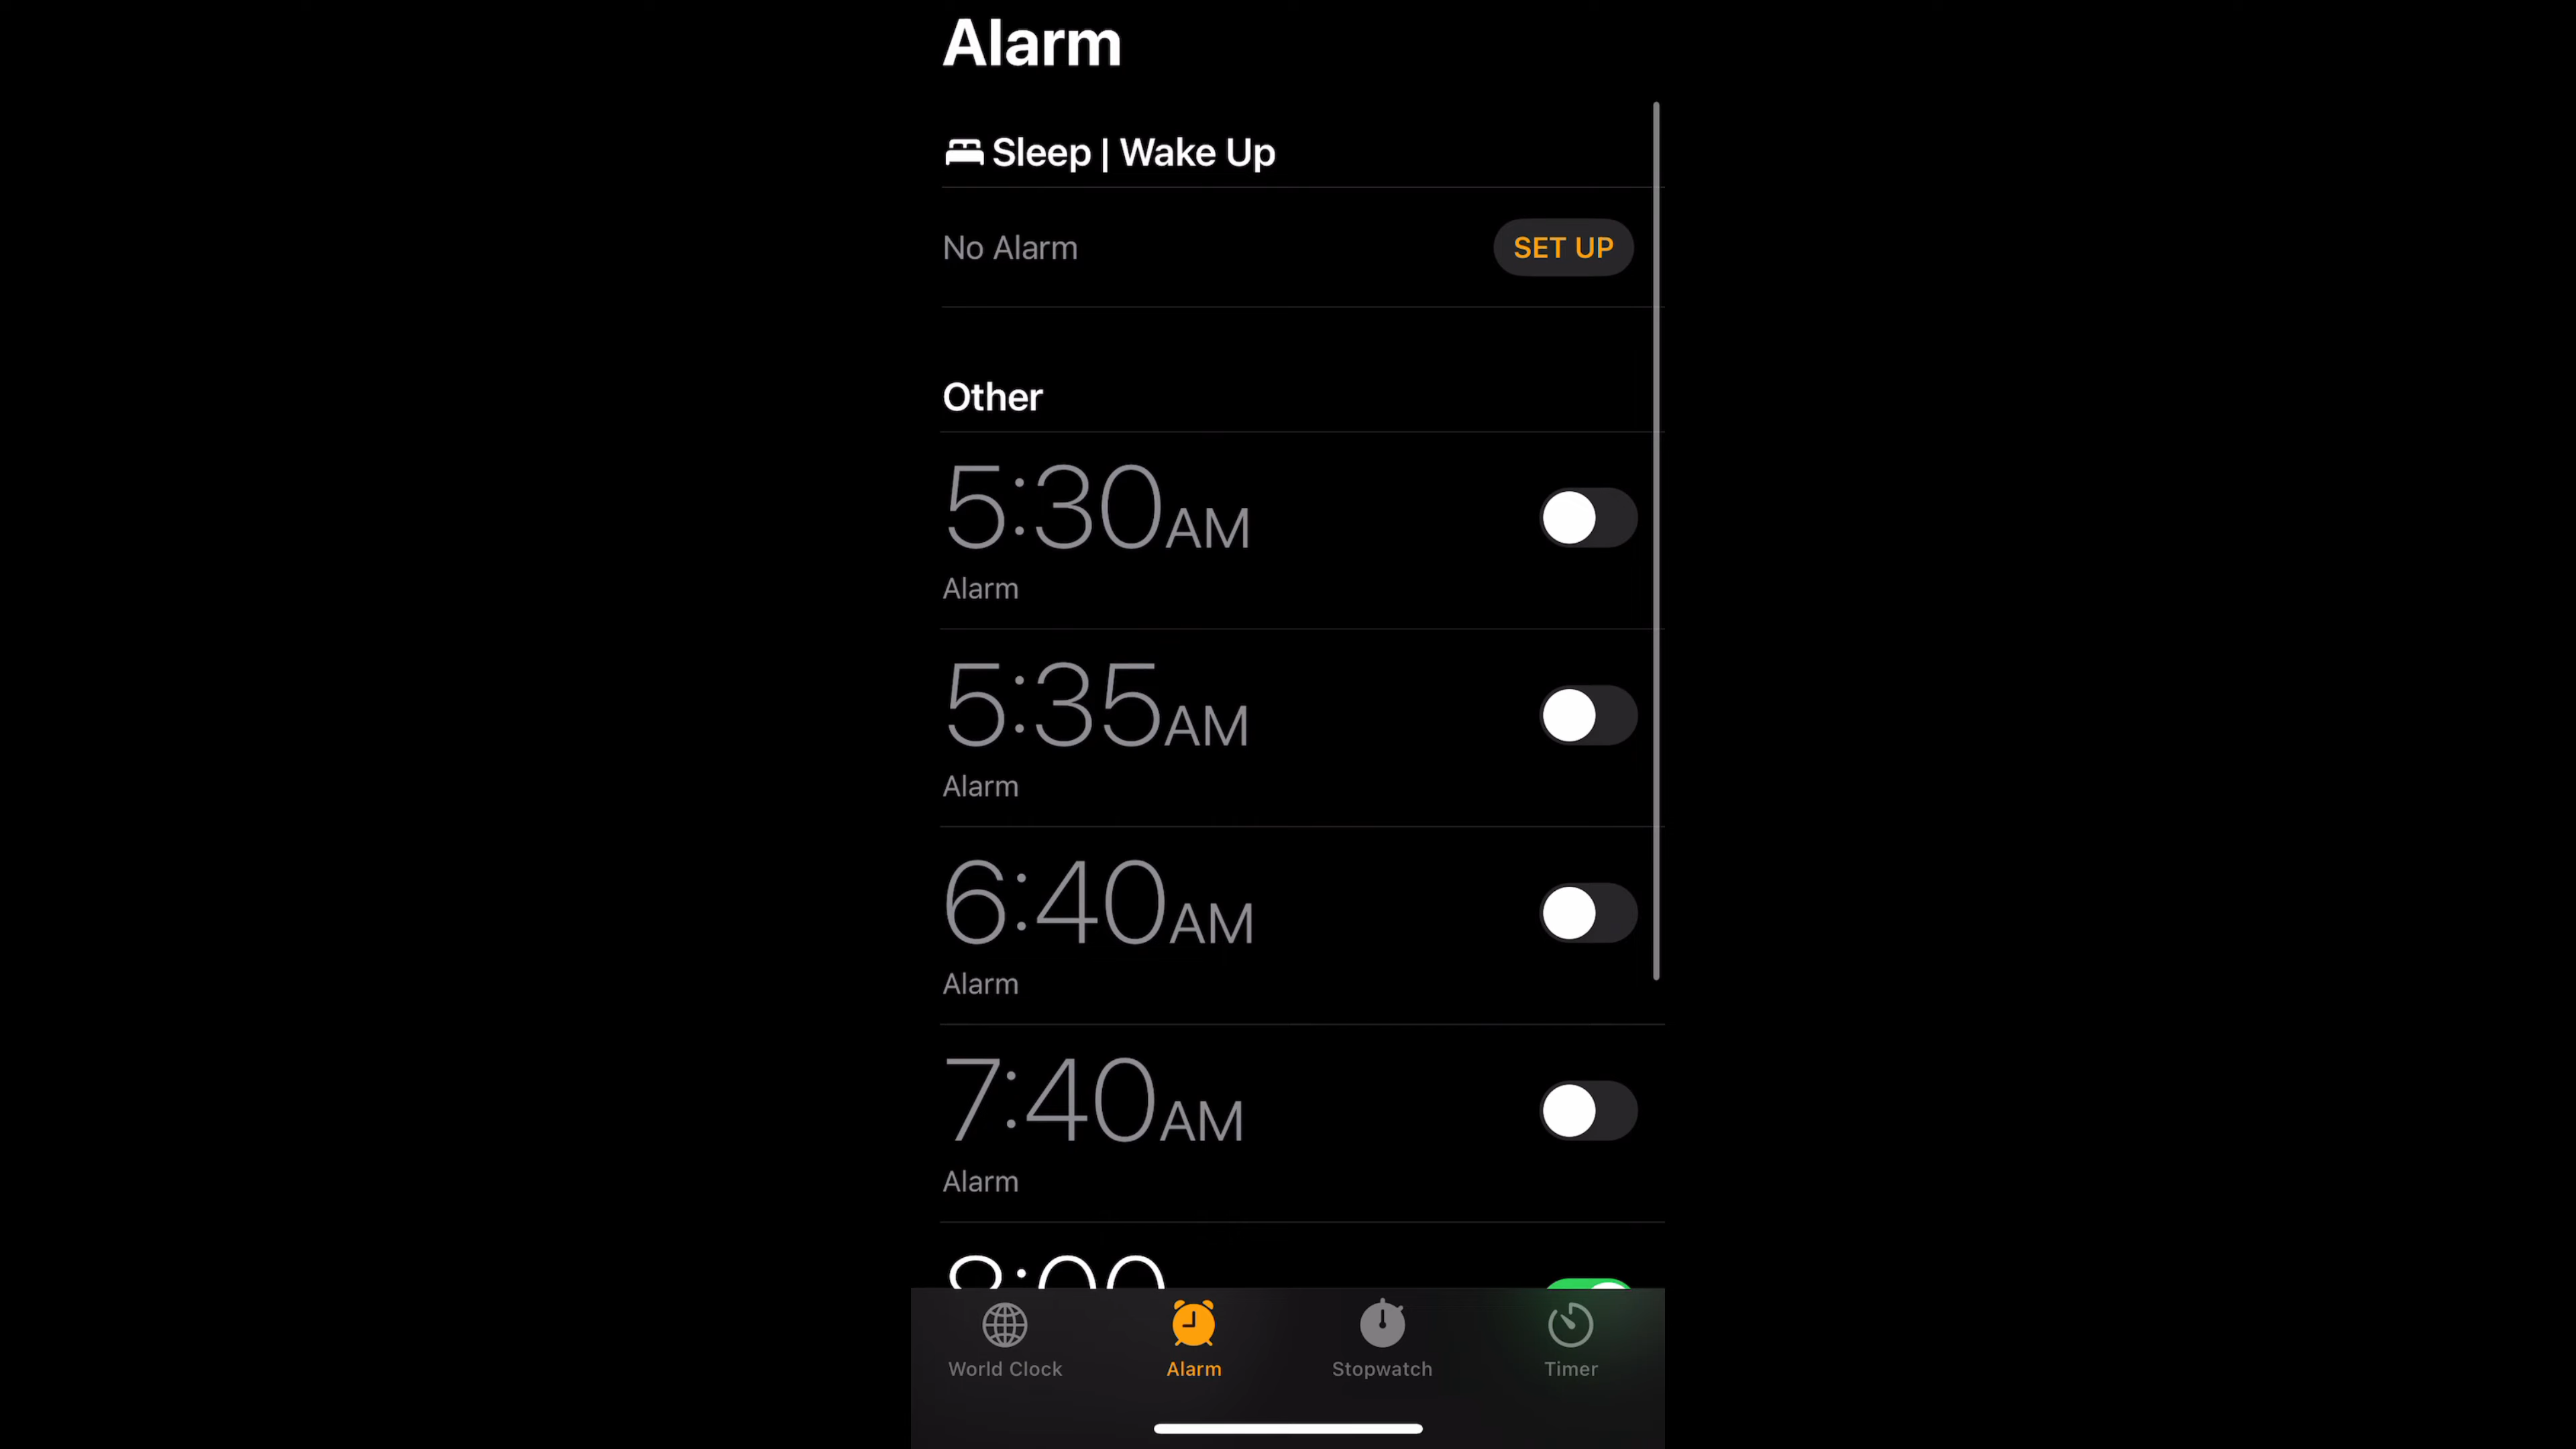 Alarm
Sleep | Wake Up
No Alarm
SET UP
Other
5:30AM
Alarm
5:35AM
Alarm
6:40AM
Alarm
7:40AM
Alarm
World Clock
Alarm
Stopwatch
Timer